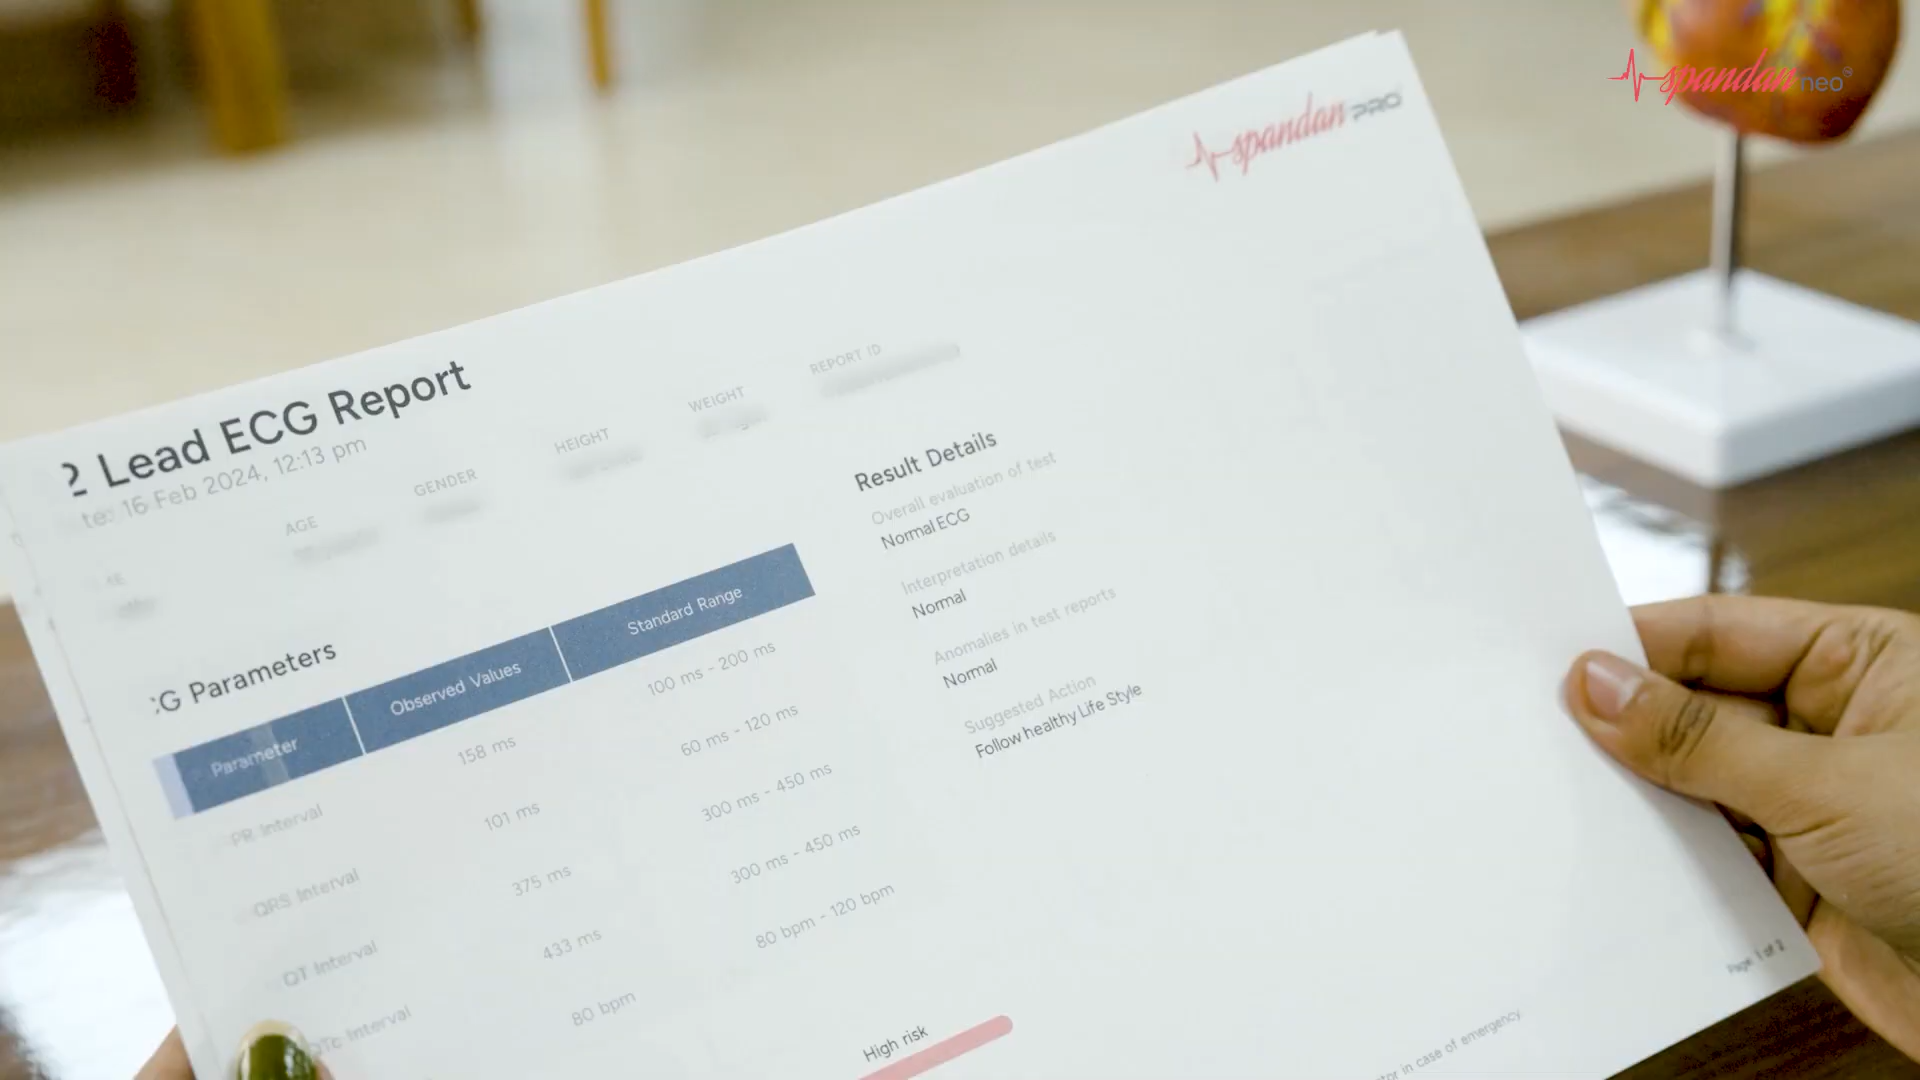 spandan neo
spandan PRO
2 Lead ECG Report
te: 16 Feb 2024, 12:13 pm
AGE
GENDER
HEIGHT
WEIGHT
REPORT ID
Result Details
Overall evaluation of test
Normal ECG
Interpretation details
Normal
Anomalies in test reports
Normal
Suggested Action
Follow healthy Life Style
:G Parameters
Parameter Observed Values Standard Range
PR Interval 158 ms 100 ms - 200 ms
QRS Interval 101 ms 60 ms - 120 ms
QT Interval 375 ms 300 ms - 450 ms
QTc Interval 433 ms 300 ms - 450 ms
80 bpm 80 bpm - 120 bpm
High risk
Page 1 of 2
tor in case of emergency.